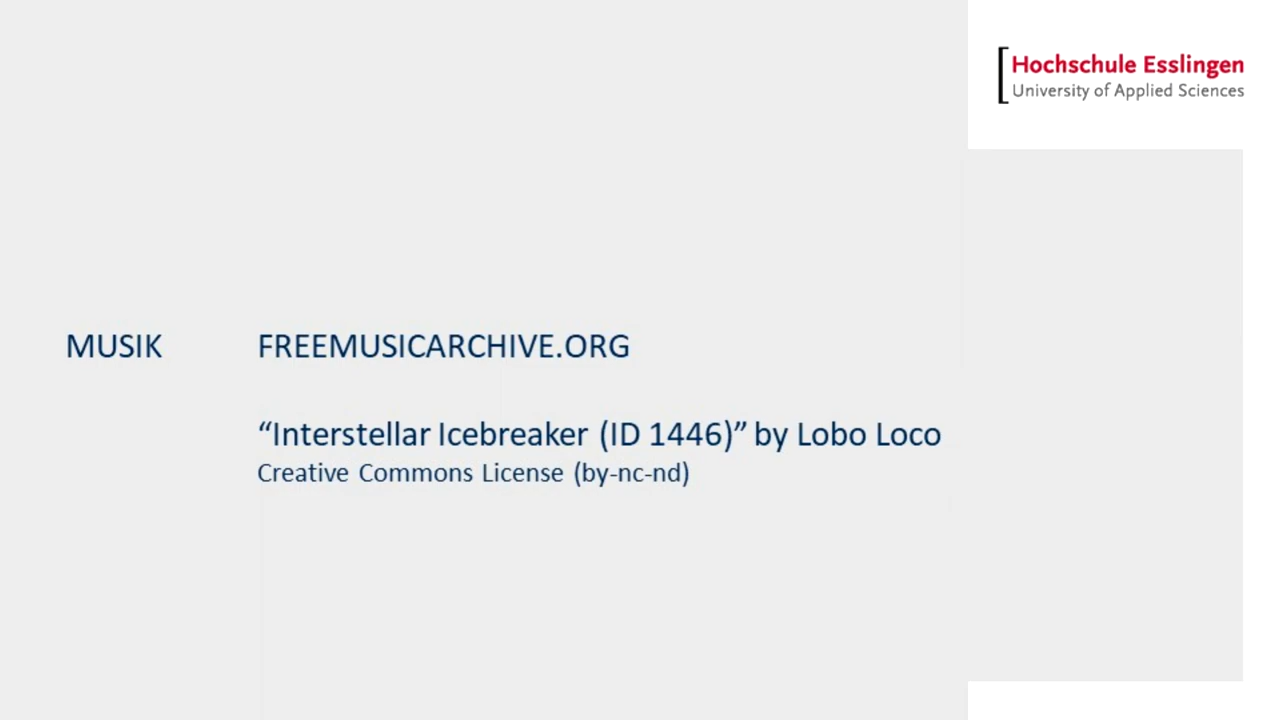 Hochschule Esslingen
University of Applied Sciences
MUSIK FREEMUSICARCHIVE.ORG
“Interstellar Icebreaker (ID 1446)” by Lobo Loco
Creative Commons License (by-nc-nd)